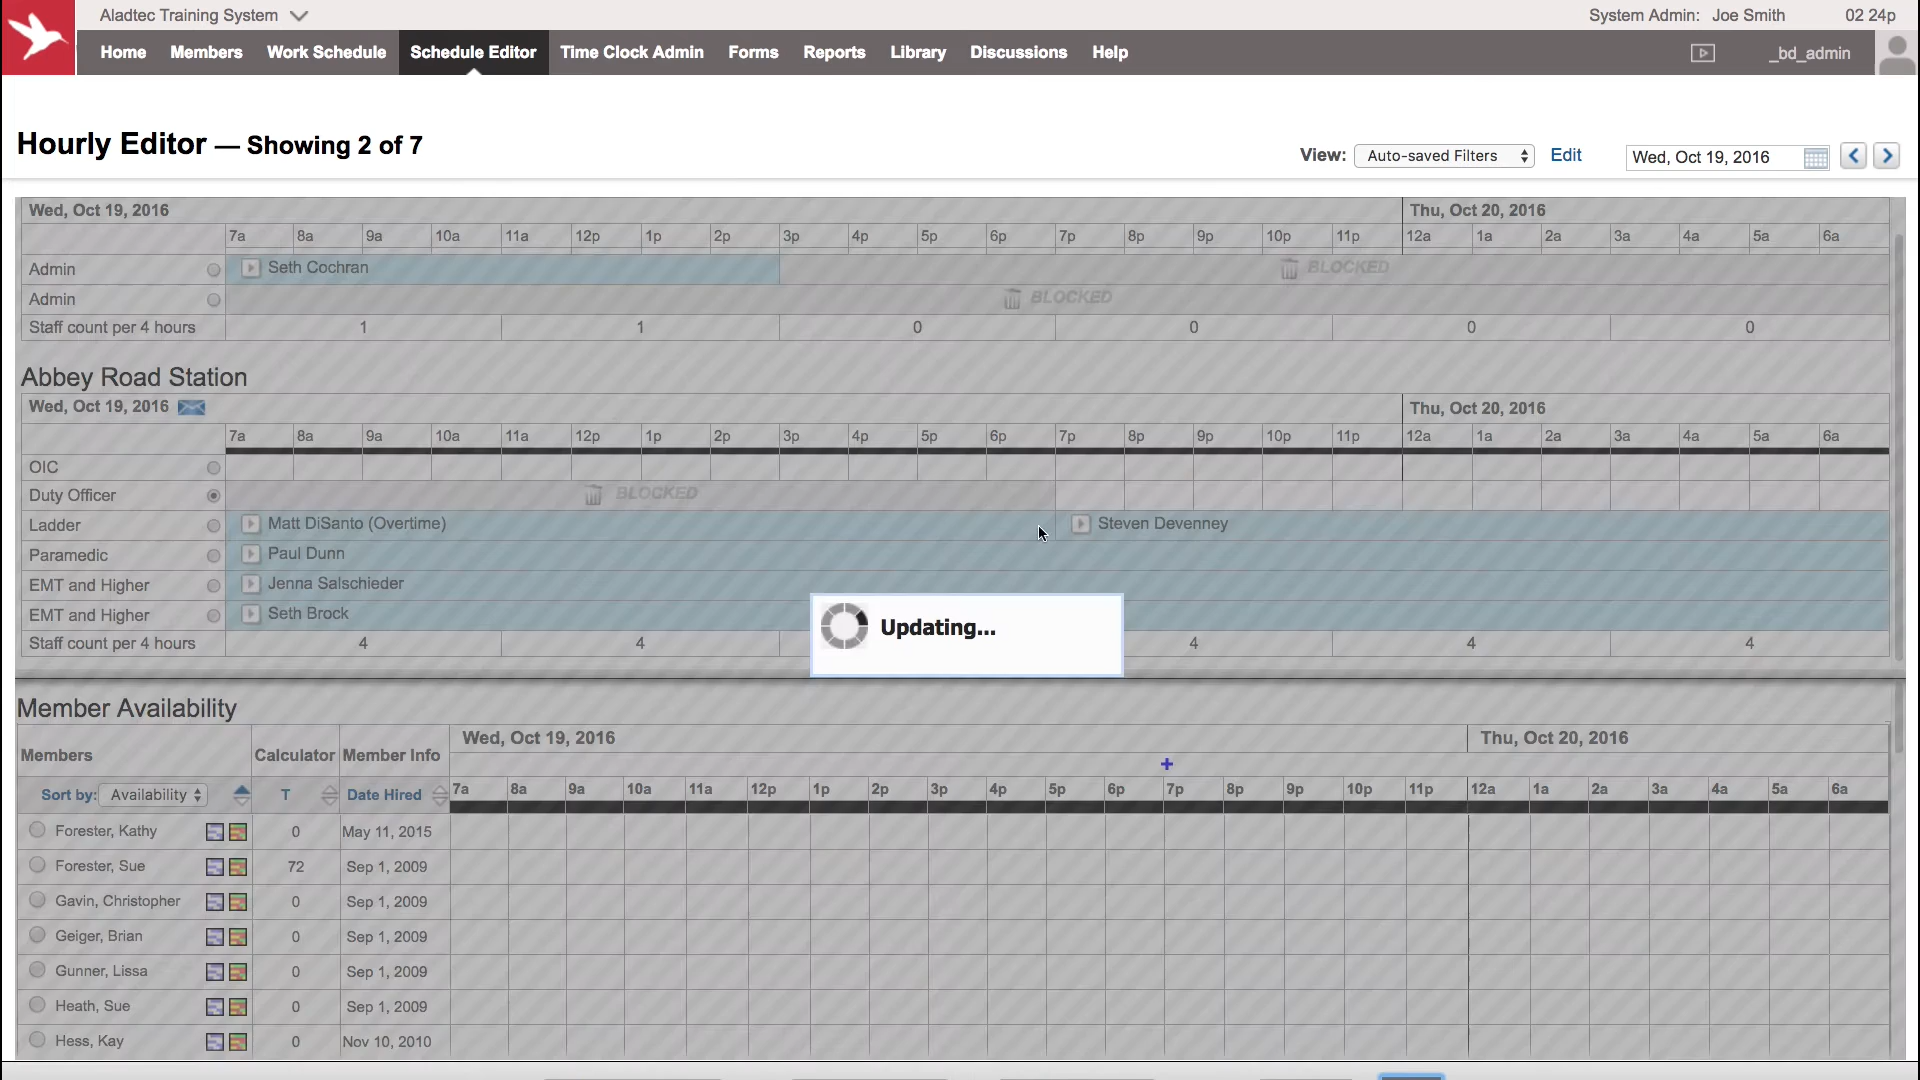 Aladtec Training System
System Admin: Joe Smith 02 24p
Home Members Work Schedule Schedule Editor Time Clock Admin Forms Reports Library Discussions Help _bd_admin
Hourly Editor — Showing 2 of 7
View: Auto-saved Filters Edit Wed, Oct 19, 2016
Wed, Oct 19, 2016 Thu, Oct 20, 2016
7a 8a 9a 10a 11a 12p 1p 2p 3p 4p 5p 6p 7p 8p 9p 10p 11p 12a 1a 2a 3a 4a 5a 6a
Admin Seth Cochran BLOCKED
Admin BLOCKED
Staff count per 4 hours 1 1 0 0 0 0
Abbey Road Station
Wed, Oct 19, 2016 Thu, Oct 20, 2016
7a 8a 9a 10a 11a 12p 1p 2p 3p 4p 5p 6p 7p 8p 9p 10p 11p 12a 1a 2a 3a 4a 5a 6a
OIC
Duty Officer BLOCKED
Ladder Matt DiSanto (Overtime) Steven Devenney
Paramedic Paul Dunn
EMT and Higher Jenna Salschieder
EMT and Higher Seth Brock
Staff count per 4 hours 4 4 4 4 4
Updating...
Member Availability
Members Calculator Member Info Wed, Oct 19, 2016 Thu, Oct 20, 2016
+
Sort by: Availability T Date Hired 7a 8a 9a 10a 11a 12p 1p 2p 3p 4p 5p 6p 7p 8p 9p 10p 11p 12a 1a 2a 3a 4a 5a 6a
Forester, Kathy 0 May 11, 2015
Forester, Sue 72 Sep 1, 2009
Gavin, Christopher 0 Sep 1, 2009
Geiger, Brian 0 Sep 1, 2009
Gunner, Lissa 0 Sep 1, 2009
Heath, Sue 0 Sep 1, 2009
Hess, Kay 0 Nov 10, 2010